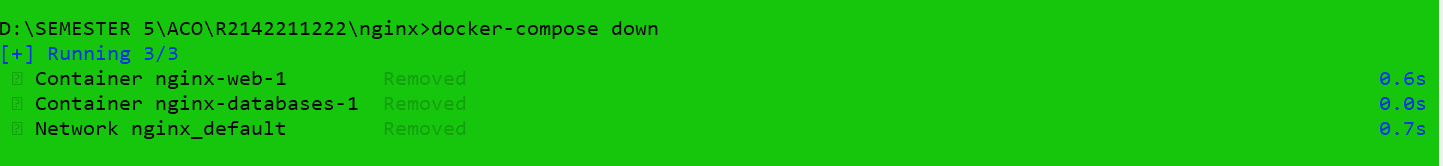 D:\SEMESTER 5\ACO\R2142211222\nginx>docker-compose down
[+] Running 3/3
Container nginx-web-1 Removed 0.6s
Container nginx-databases-1 Removed 0.0s
Network nginx_default Removed 0.7s